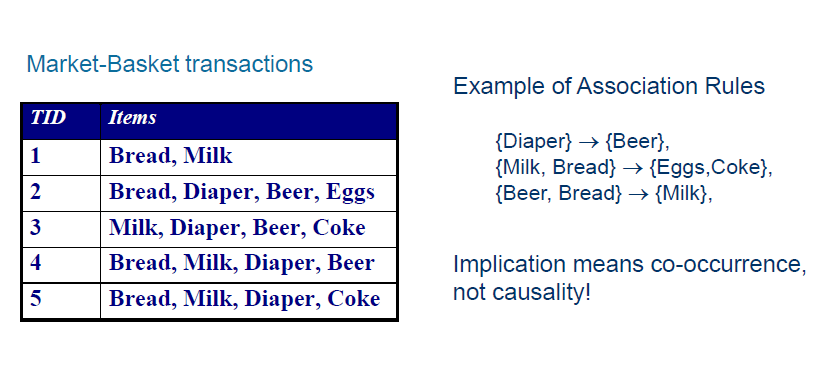 Market-Basket transactions
TID Items
1 Bread, Milk
2 Bread, Diaper, Beer, Eggs
3 Milk, Diaper, Beer, Coke
4 Bread, Milk, Diaper, Beer
5 Bread, Milk, Diaper, Coke
Example of Association Rules
{Diaper} → {Beer},
{Milk, Bread} → {Eggs,Coke},
{Beer, Bread} → {Milk},
Implication means co-occurrence,
not causality!